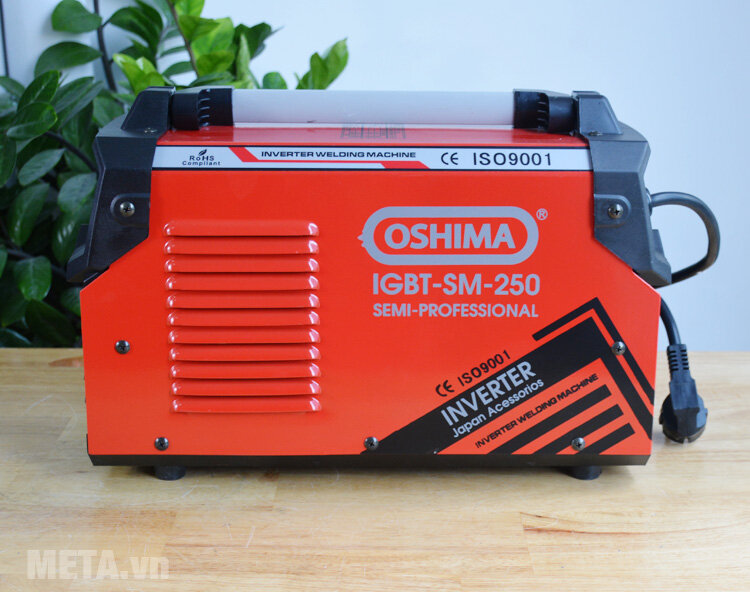 RoHS
Compliant
INVERTER WELDING MACHINE
CE ISO9001
OSHIMA®
IGBT-SM-250
SEMI-PROFESSIONAL
CE ISO9001
INVERTER
Japan Acessorios
INVERTER WELDING MACHINE
META.vn